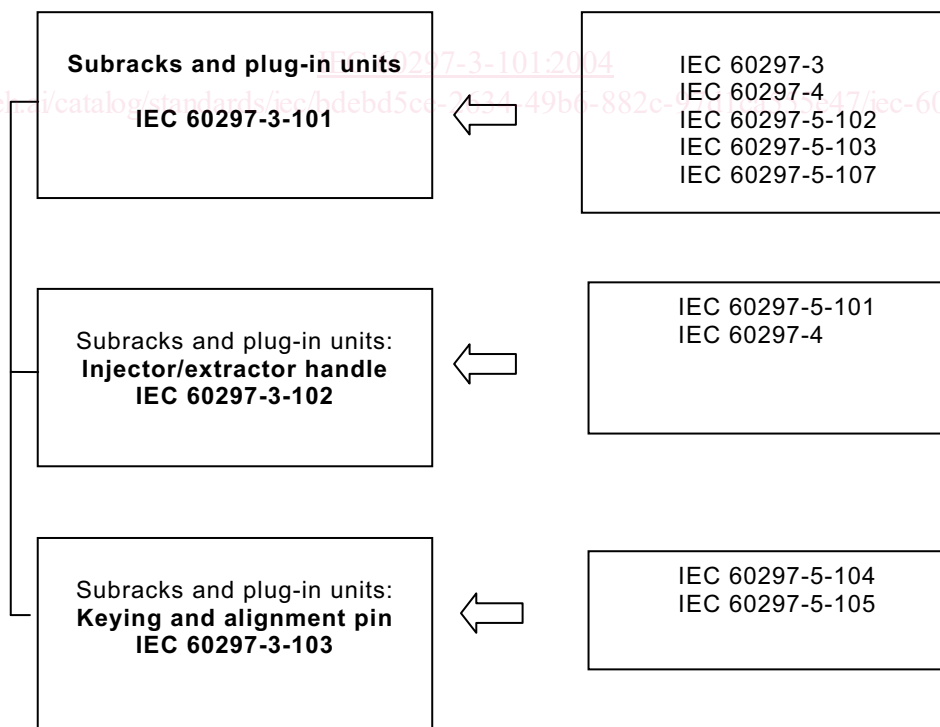 Subracks and plug-in units
IEC 60297-3-101
IEC 60297-3-101:2004
IEC 60297-3
IEC 60297-4
IEC 60297-5-102
IEC 60297-5-103
IEC 60297-5-107
Subracks and plug-in units:
Injector/extractor handle
IEC 60297-3-102
IEC 60297-5-101
IEC 60297-4
Subracks and plug-in units:
Keying and alignment pin
IEC 60297-3-103
IEC 60297-5-104
IEC 60297-5-105